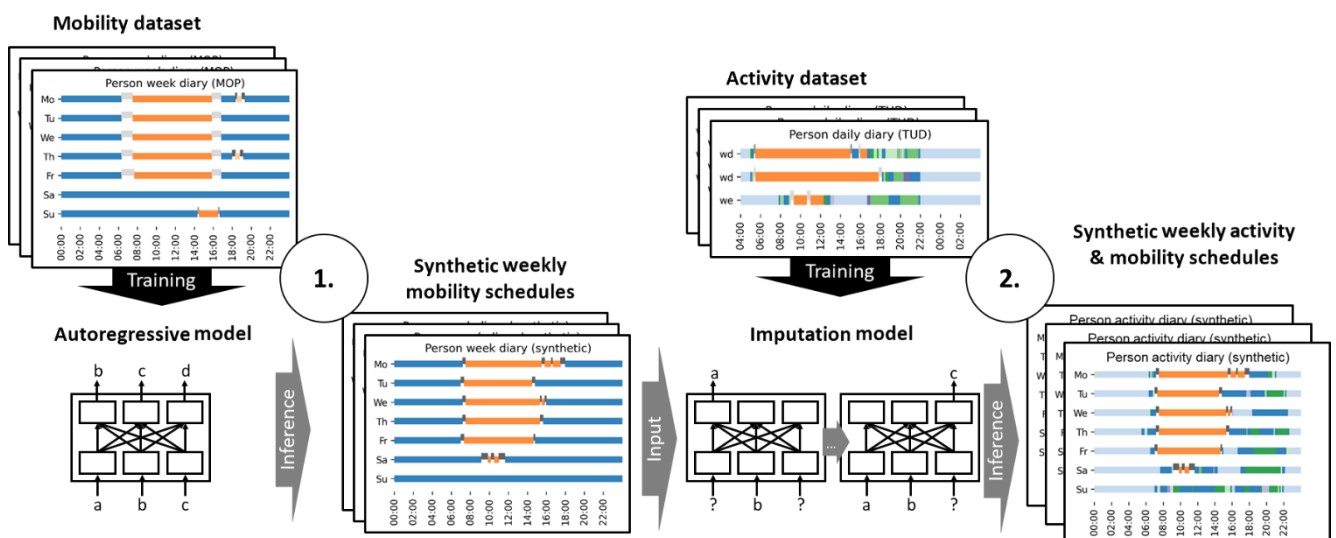 Mobility dataset
Person week diary (MOP)
Mo
Tu
We
Th
Fr
Sa
Su
00:00 02:00 04:00 06:00 08:00 10:00 12:00 14:00 16:00 18:00 20:00 22:00
Training
Autoregressive model
b c d
a b c
1.
Inference
Synthetic weekly
mobility schedules
Person week diary (synthetic)
Mo
Tu
We
Th
Fr
Sa
Su
00:00 02:00 04:00 06:00 08:00 10:00 12:00 14:00 16:00 18:00 20:00 22:00
Input
Activity dataset
Person daily diary (TUD)
wd
wd
we
04:00 06:00 08:00 10:00 12:00 14:00 16:00 18:00 20:00 22:00 00:00 02:00
Training
Imputation model
a c
...
? b ? a b ?
2.
Inference
Synthetic weekly activity
& mobility schedules
Person activity diary (synthetic)
Person activity diary (synthetic)
Person activity diary (synthetic)
Mo
Tu
We
Th
Fr
Sa
Su
00:00 02:00 04:00 06:00 08:00 10:00 12:00 14:00 16:00 18:00 20:00 22:00